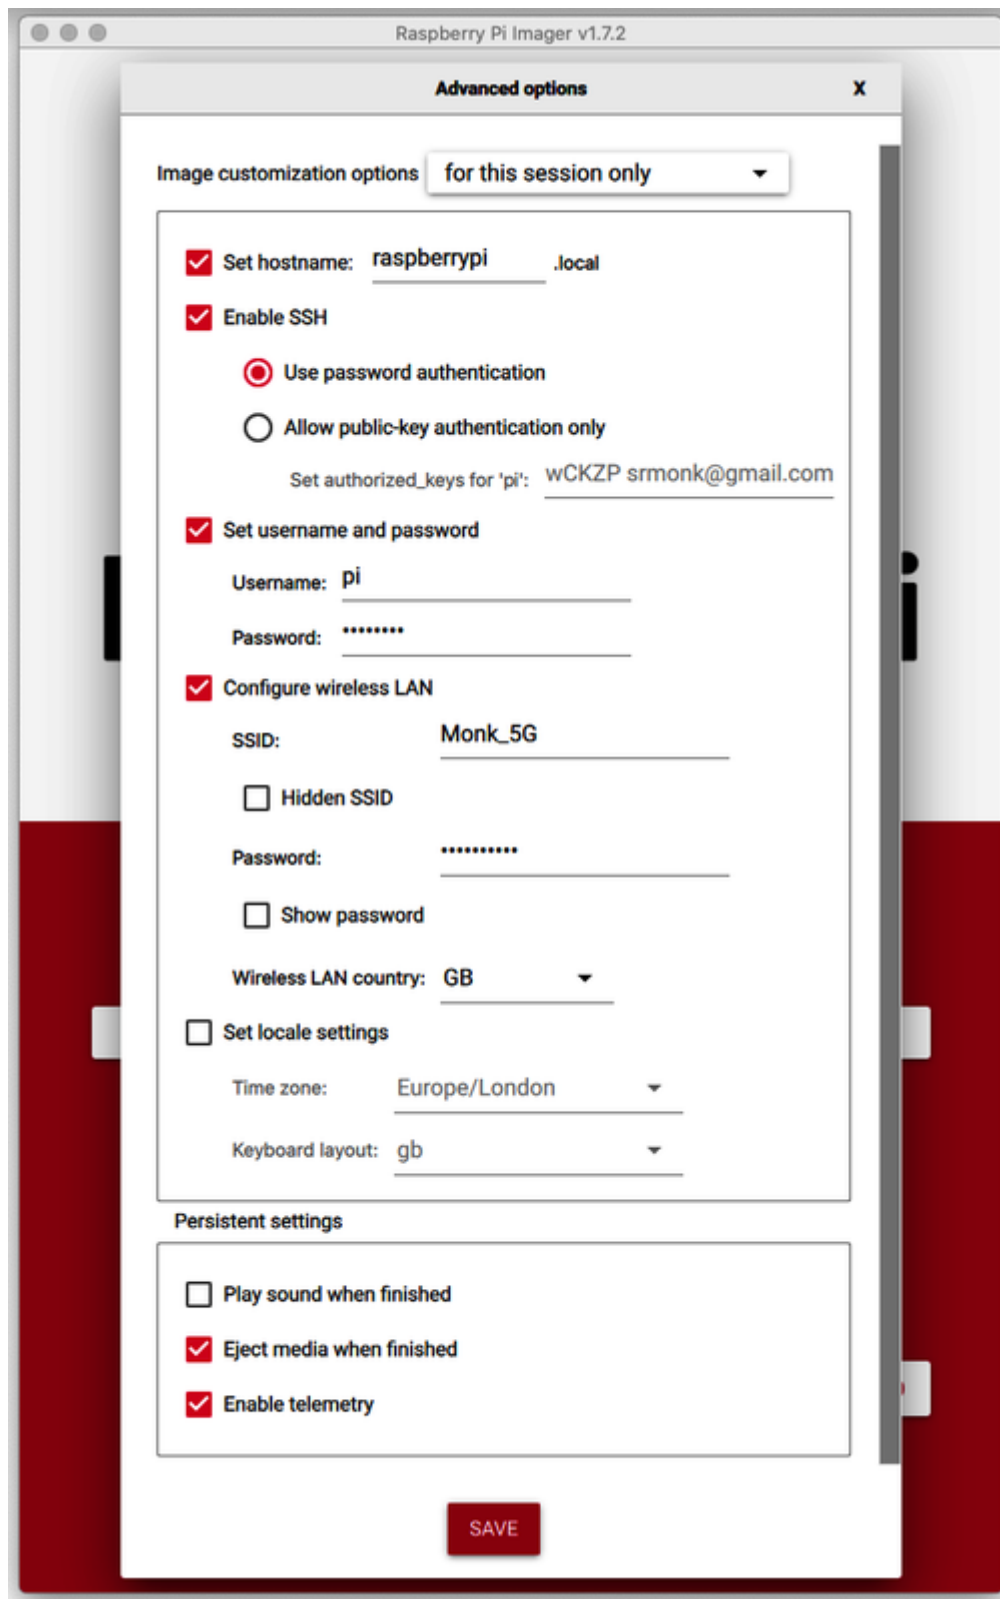 Raspberry Pi Imager v1.7.2
Advanced options X
Image customization options for this session only
Set hostname: raspberrypi .local
Enable SSH
Use password authentication
Allow public-key authentication only
Set authorized_keys for 'pi': wCKZP srmonk@gmail.com
Set username and password
Username: pi
Password: ••••••••
Configure wireless LAN
SSID: Monk_5G
Hidden SSID
Password: ••••••••••
Show password
Wireless LAN country: GB
Set locale settings
Time zone: Europe/London
Keyboard layout: gb
Persistent settings
Play sound when finished
Eject media when finished
Enable telemetry
SAVE